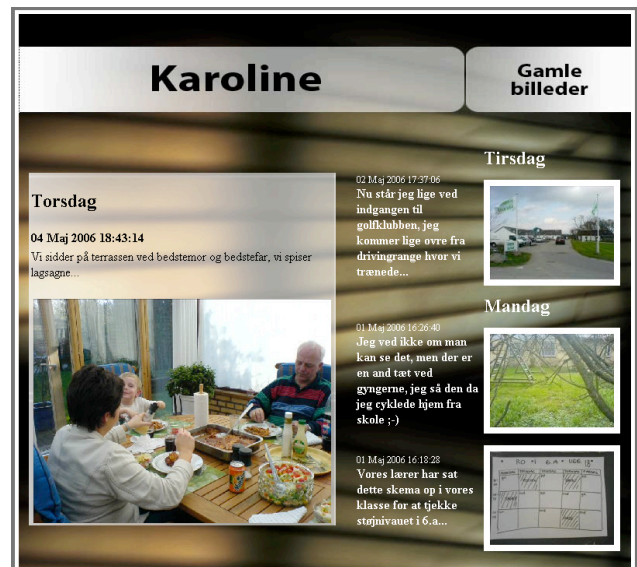 Karoline
Gamle
billeder
Torsdag
04 Maj 2006 18:43:14
Vi sidder på terrassen ved bedstemor og bedstefar, vi spiser
lagsagne...
Tirsdag
02 Maj 2006 17:37:06
Nu står jeg lige ved
indgangen til
golfklubben, jeg
kommer lige ovre fra
drivingrange hvor vi
trænede...
Mandag
01 Maj 2006 16:26:40
Jeg ved ikke om man
kan se det, men der er
en and tæt ved
gyngerne, jeg så den da
jeg cyklede hjem fra
skole ;-)
01 Maj 2006 16:18:28
Vores lærer har sat
dette skema op i vores
klasse for at tjekke
støjnivauet i 6.a...